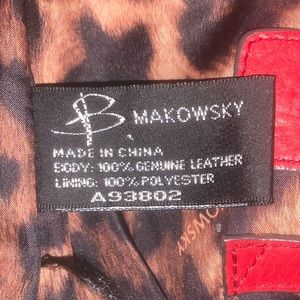 B MAKOWSKY
MADE IN CHINA
BODY: 100% GENUINE LEATHER
LINING: 100% POLYESTER
A93802